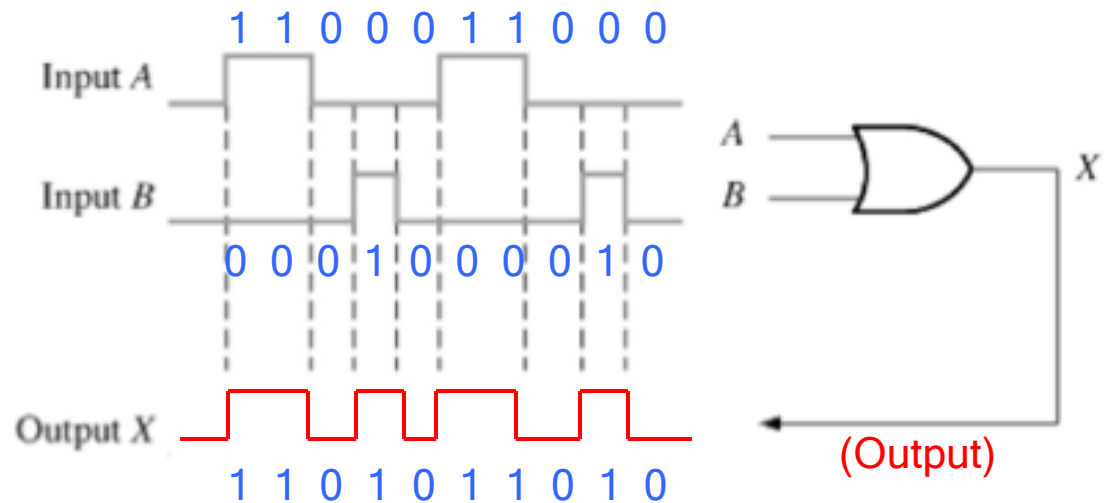 1 1 0 0 0 1 1 0 0 0
Input A
A
X
Input B
B
0 0 0 1 0 0 0 0 1 0
Output X
(Output)
1 1 0 1 0 1 1 0 1 0